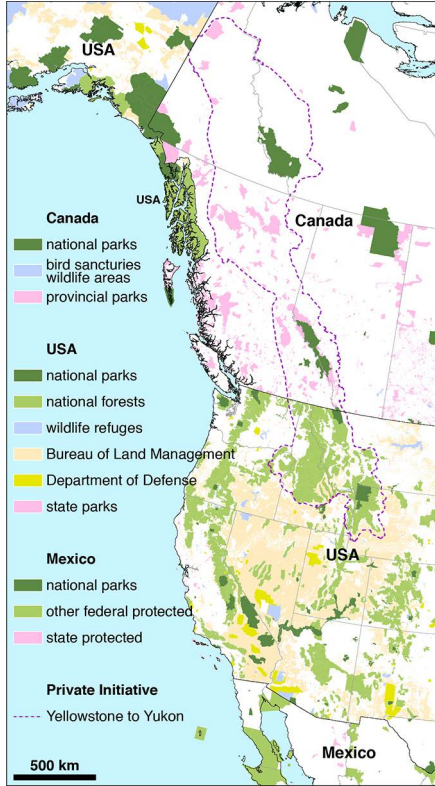 USA
USA
Canada
Canada
national parks
bird sancturies
wildlife areas
provincial parks
USA
national parks
national forests
wildlife refuges
Bureau of Land Management
Department of Defense
state parks
USA
Mexico
national parks
other federal protected
state protected
Private Initiative
Yellowstone to Yukon
Mexico
500 km